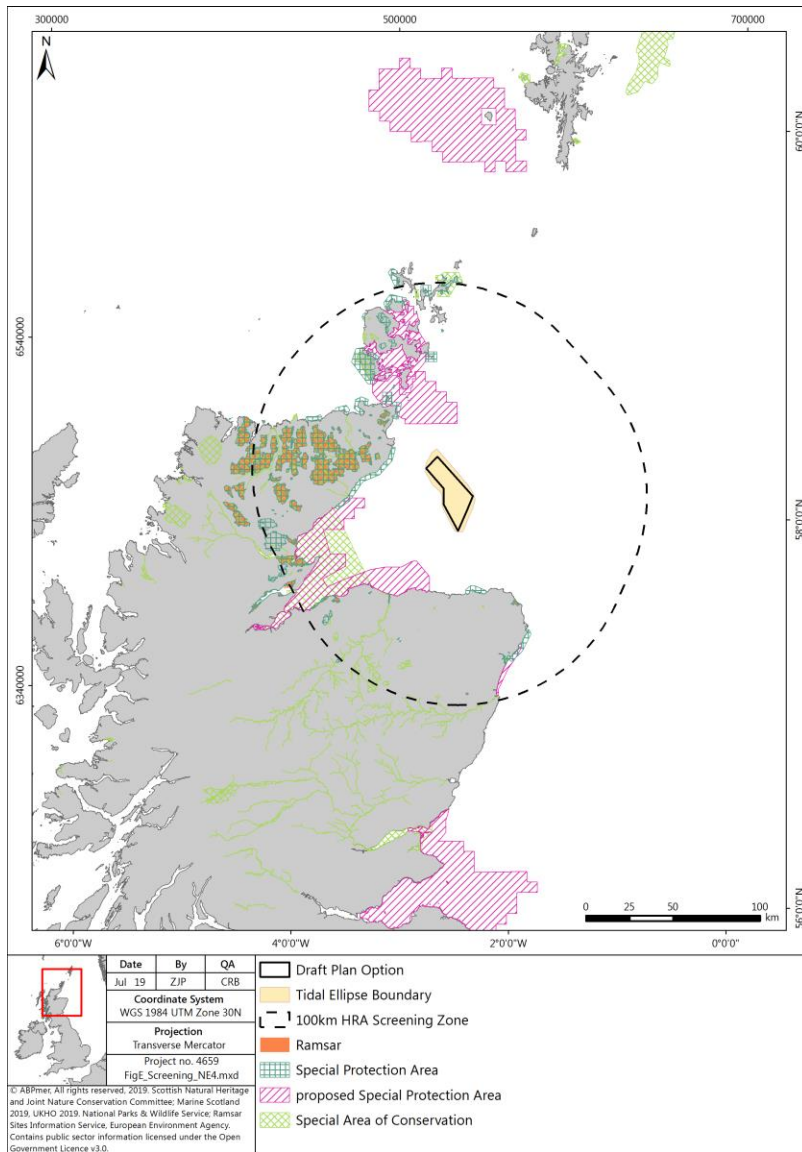 300000 500000 700000
N
60°0'0"N
6540000
58°0'0"N
6340000
0 25 50 100
km
56°0'0"N
6°0'0"W 4°0'0"W 2°0'0"W 0°0'0"
Date By QA
Jul 19 ZJP CRB
Coordinate System
WGS 1984 UTM Zone 30N
Projection
Transverse Mercator
Project no. 4659
FigE_Screening_NE4.mxd
© ABPmer, All rights reserved, 2019. Scottish Natural Heritage
and Joint Nature Conservation Committee; Marine Scotland
2019, UKHO 2019. National Parks & Wildlife Service; Ramsar
Sites Information Service, European Environment Agency.
Contains public sector information licensed under the Open
Government Licence v3.0.
Draft Plan Option
Tidal Ellipse Boundary
100km HRA Screening Zone
Ramsar
Special Protection Area
proposed Special Protection Area
Special Area of Conservation